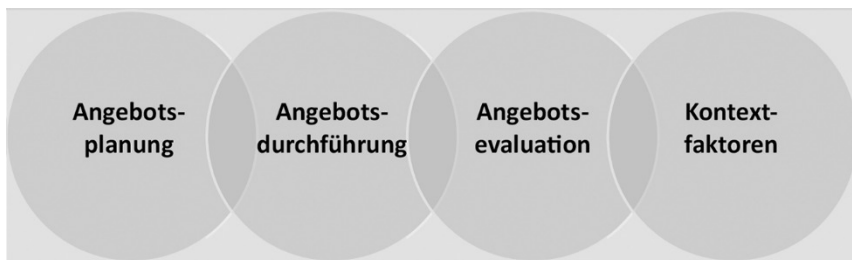 Angebots-
planung
Angebots-
durchführung
Angebots-
evaluation
Kontext-
faktoren